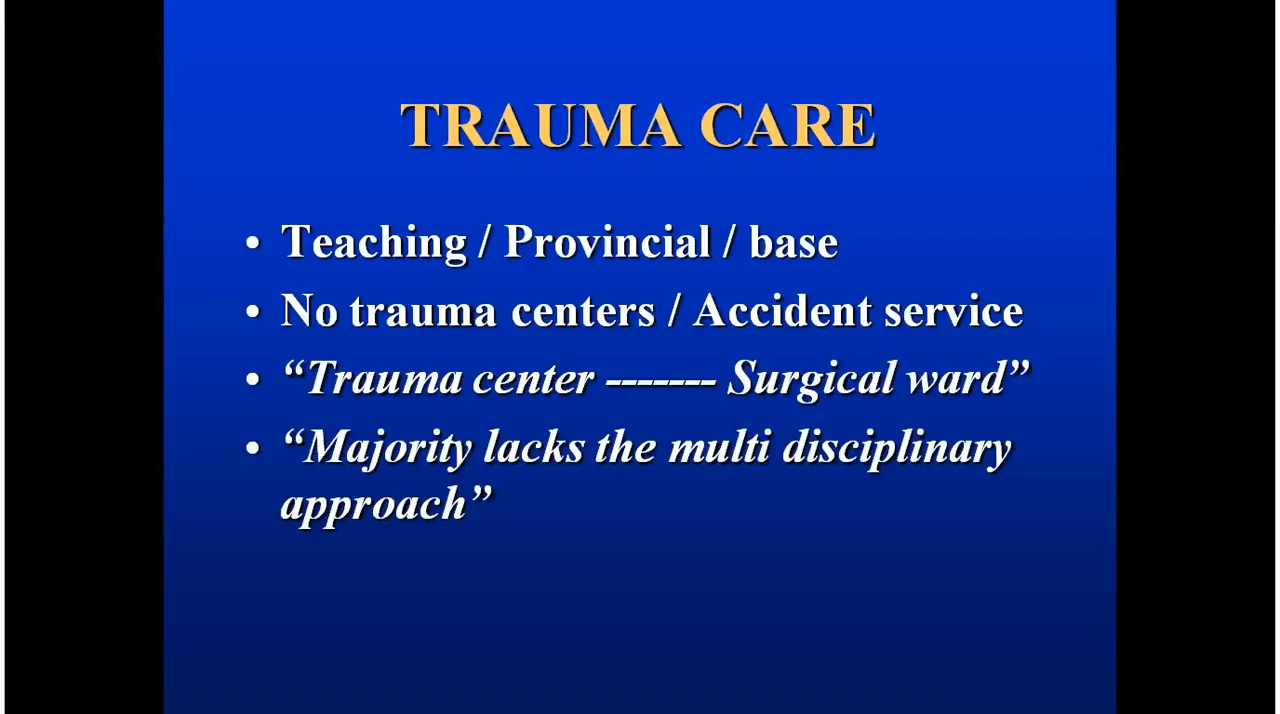 TRAUMA CARE
• Teaching / Provincial / base
• No trauma centers / Accident service
• “Trauma center ------- Surgical ward”
• “Majority lacks the multi disciplinary
approach”